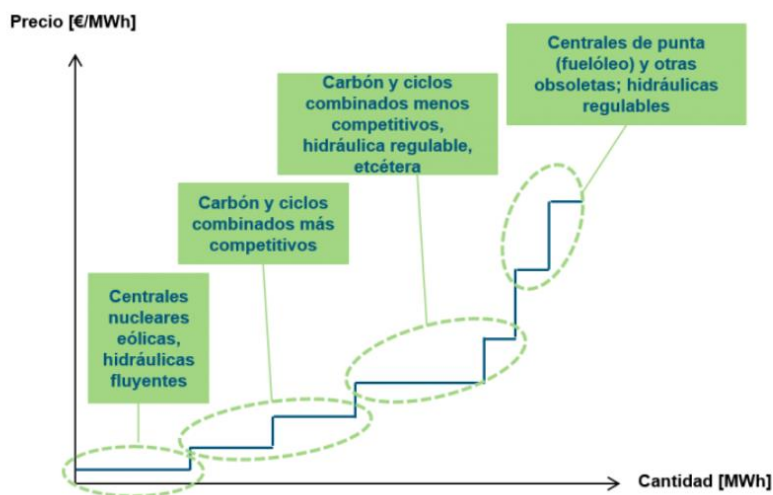 Precio [€/MWh]
Centrales de punta
(fuelóleo) y otras
obsoletas; hidráulicas
regulables
Carbón y ciclos
combinados menos
competitivos,
hidráulica regulable,
etcétera
Carbón y ciclos
combinados más
competitivos
Centrales
nucleares
eólicas,
hidráulicas
fluyentes
Cantidad [MWh]